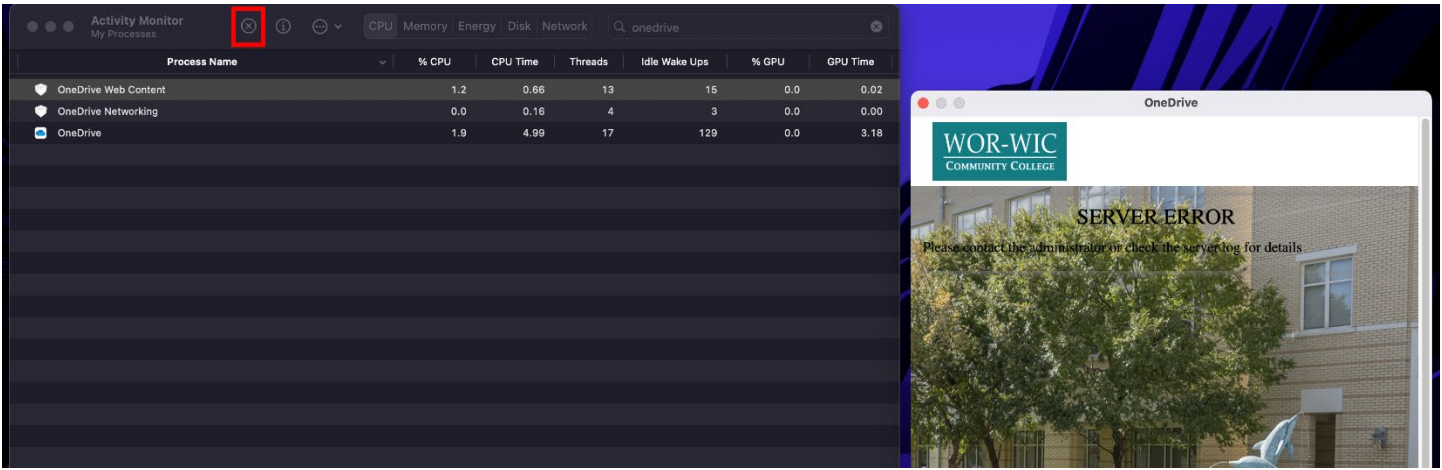 Activity Monitor
My Processes
CPU Memory Energy Disk Network
onedrive
Process Name % CPU CPU Time Threads Idle Wake Ups % GPU GPU Time
OneDrive Web Content 1.2 0.66 13 15 0.0 0.02
OneDrive Networking 0.0 0.16 4 3 0.0 0.00
OneDrive 1.9 4.99 17 129 0.0 3.18
OneDrive
WOR-WIC
COMMUNITY COLLEGE
SERVER ERROR
Please contact the administrator or check the server log for details